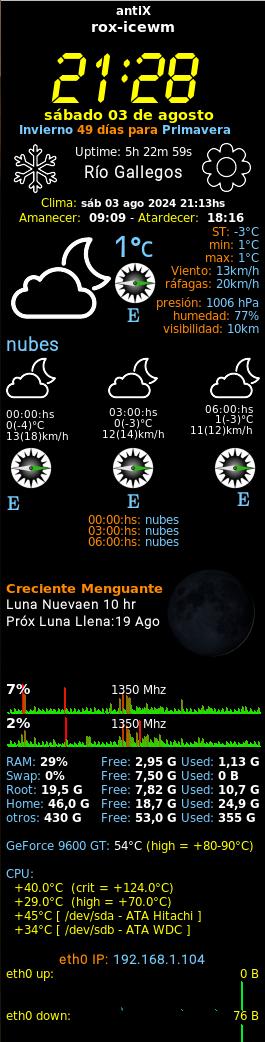 antiX
rox-icewm
21:28
sábado 03 de agosto
Invierno 49 días para Primavera
Uptime: 5h 22m 59s
Río Gallegos
Clima: sáb 03 ago 2024 21:13hs
Amanecer: 09:09 - Atardecer: 18:16
1°C
ST: -3°C
min: 1°C
max: 1°C
Viento: 13km/h
ráfagas: 20km/h
E
presión: 1006 hPa
humedad: 77%
visibilidad: 10km
nubes
00:00:hs 03:00:hs 06:00:hs
0(-4)°C 0(-3)°C 1(-3)°C
13(18)km/h 12(14)km/h 11(12)km/h
E E E
00:00:hs: nubes
03:00:hs: nubes
06:00:hs: nubes
Creciente Menguante
Luna Nuevaen 10 hr
Próx Luna Llena:19 Ago
7% 1350 Mhz
2% 1350 Mhz
RAM: 29% Free: 2,95 G Used: 1,13 G
Swap: 0% Free: 7,50 G Used: 0 B
Root: 19,5 G Free: 7,82 G Used: 10,7 G
Home: 46,0 G Free: 18,7 G Used: 24,9 G
otros: 430 G Free: 53,0 G Used: 355 G
GeForce 9600 GT: 54°C (high = +80-90°C)
CPU:
+40.0°C (crit = +124.0°C)
+29.0°C (high = +70.0°C)
+45°C [ /dev/sda - ATA Hitachi ]
+34°C [ /dev/sdb - ATA WDC ]
eth0 IP: 192.168.1.104
eth0 up: 0 B
eth0 down: 76 B